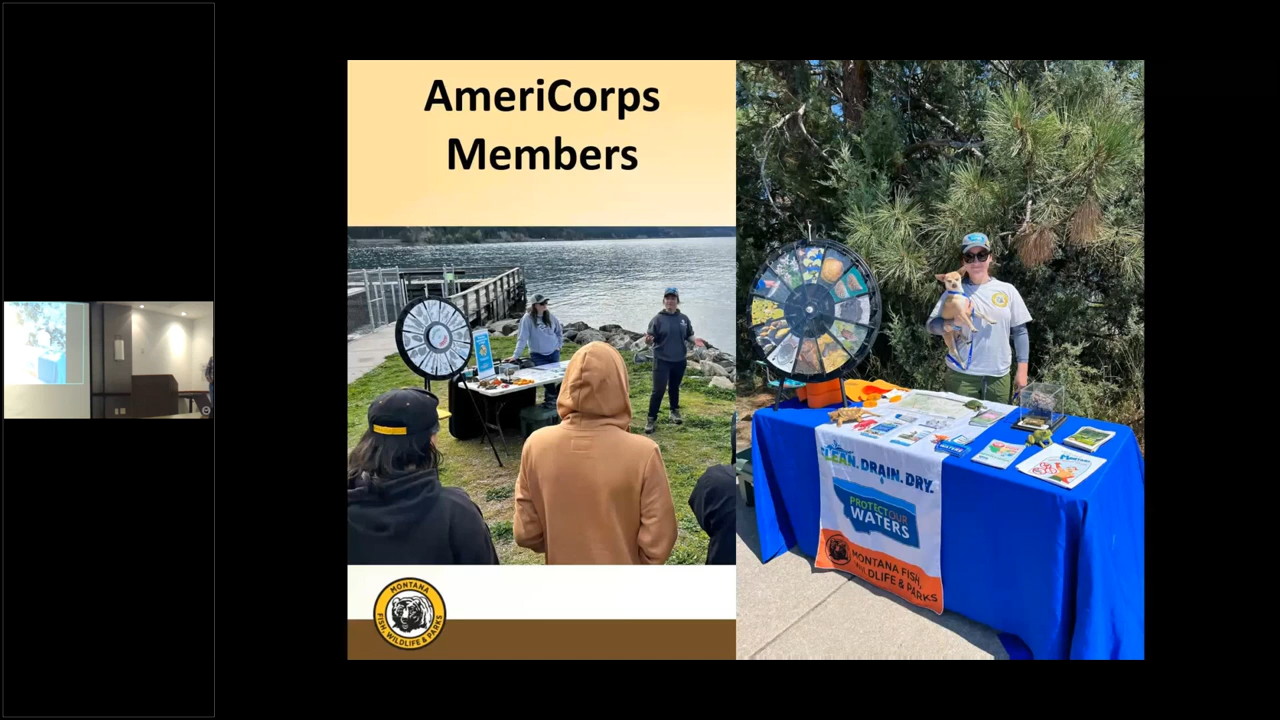 AmeriCorps
Members
MONTANA
FISH, WILDLIFE & PARKS
CLEAN. DRAIN. DRY.
PROTECT OUR
WATERS
MONTANA FISH,
WILDLIFE & PARKS